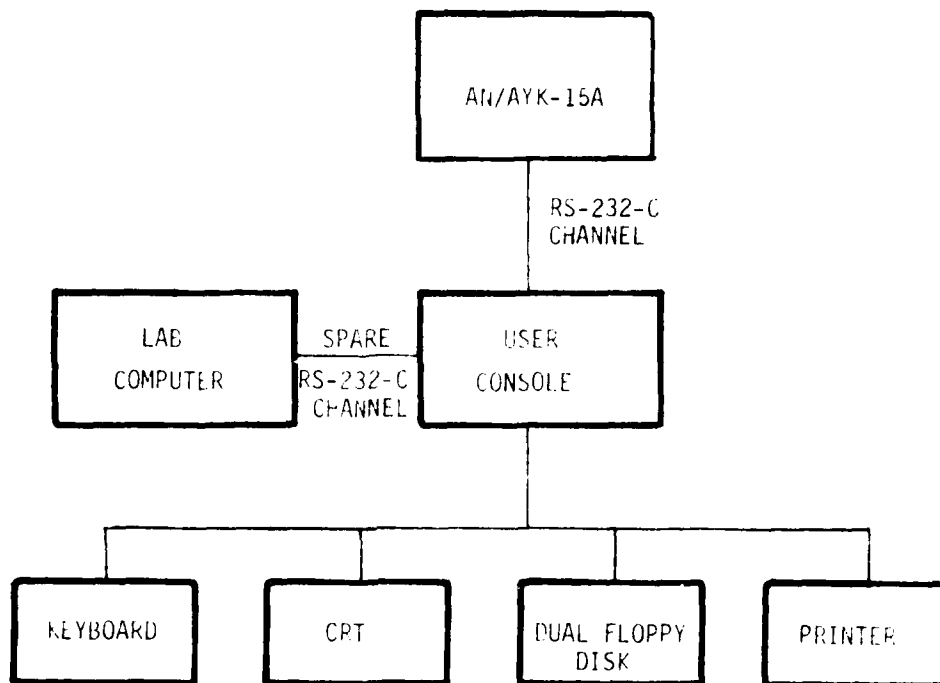 AN/AYK-15A
RS-232-C
CHANNEL
LAB
COMPUTER
SPARE
RS-232-C
CHANNEL
USER
CONSOLE
KEYBOARD
CRT
DUAL FLOPPY
DISK
PRINTER